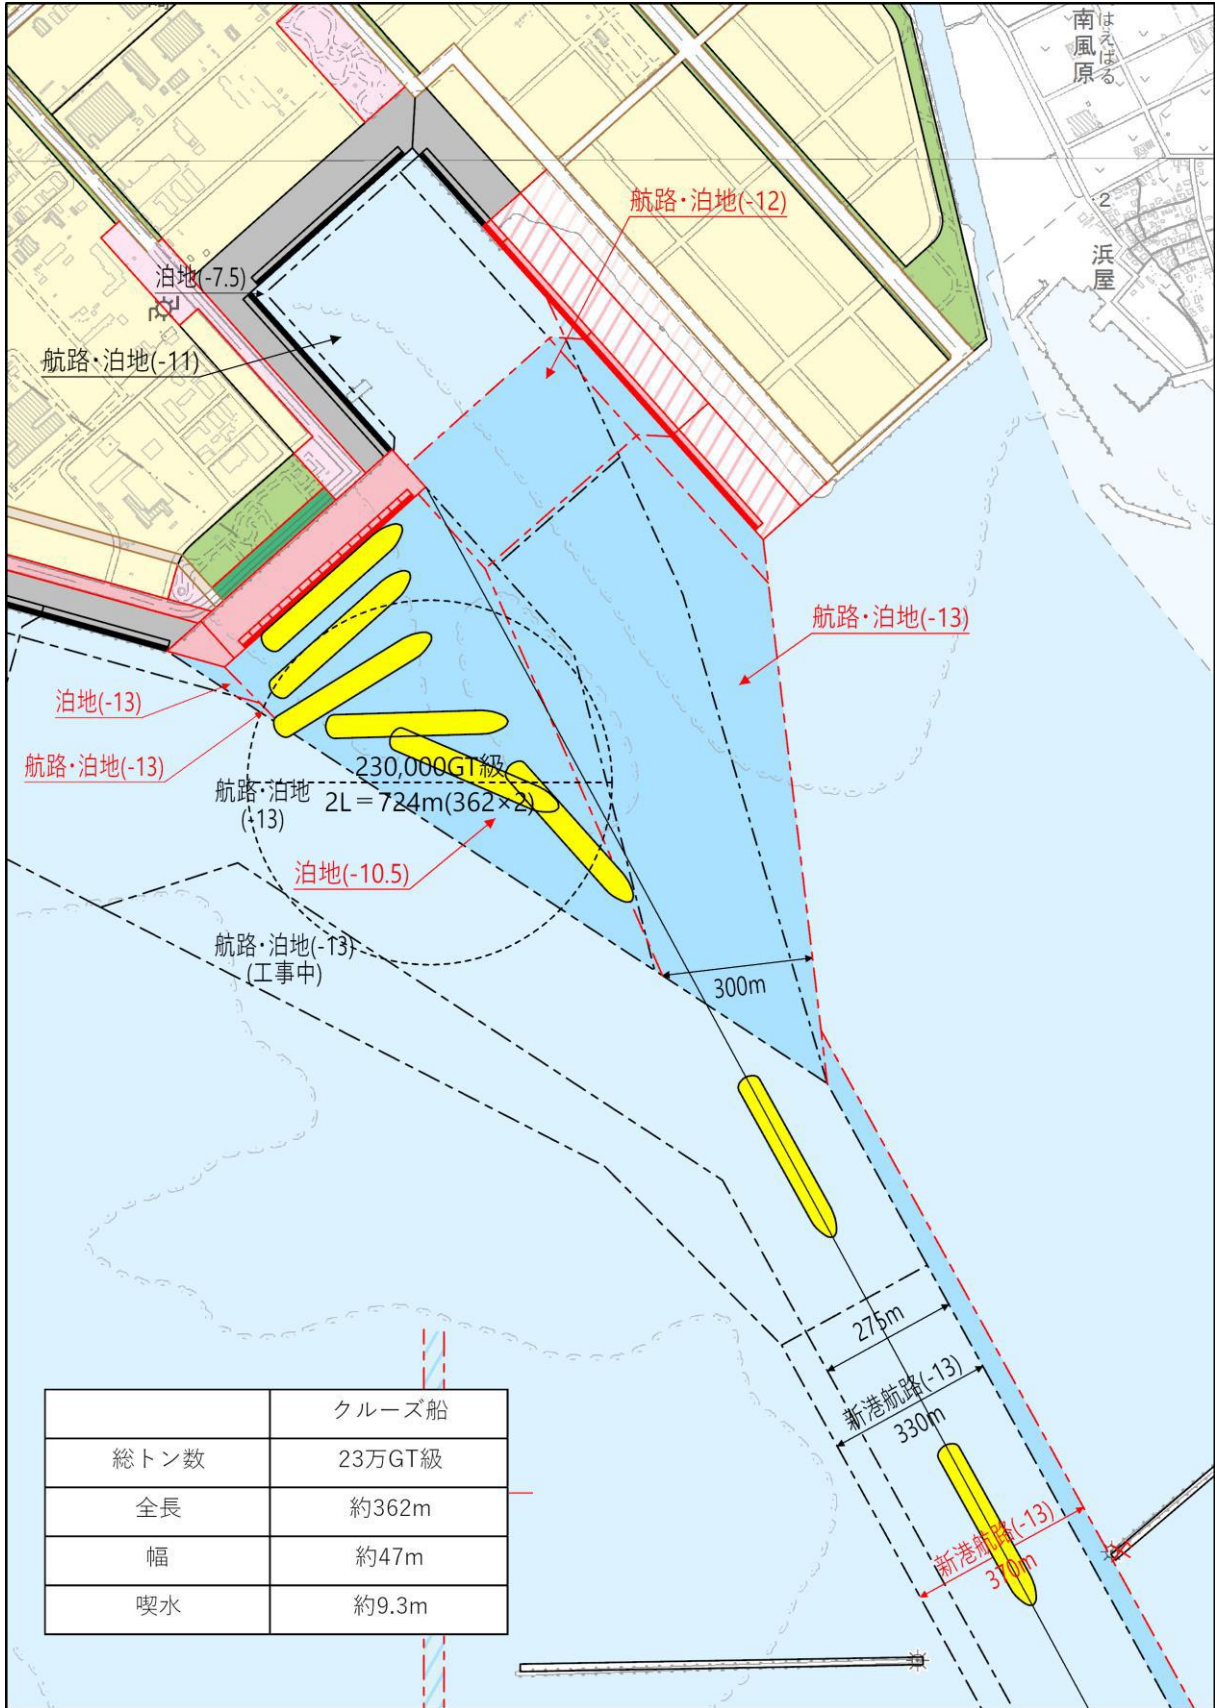 南風原
はえばる
2
浜屋
航路・泊地(-12)
泊地(-7.5)
航路・泊地(-11)
航路・泊地(-13)
泊地(-13)
航路・泊地(-13)
航路・泊地
(-13)
230,000GT級
2L=724m(362×2)
泊地(-10.5)
航路・泊地(-13)
(工事中)
300m
275m
新港航路(-13)
330m
新港航路(-13)
370m
クルーズ船
総トン数 23万GT級
全長 約362m
幅 約47m
喫水 約9.3m